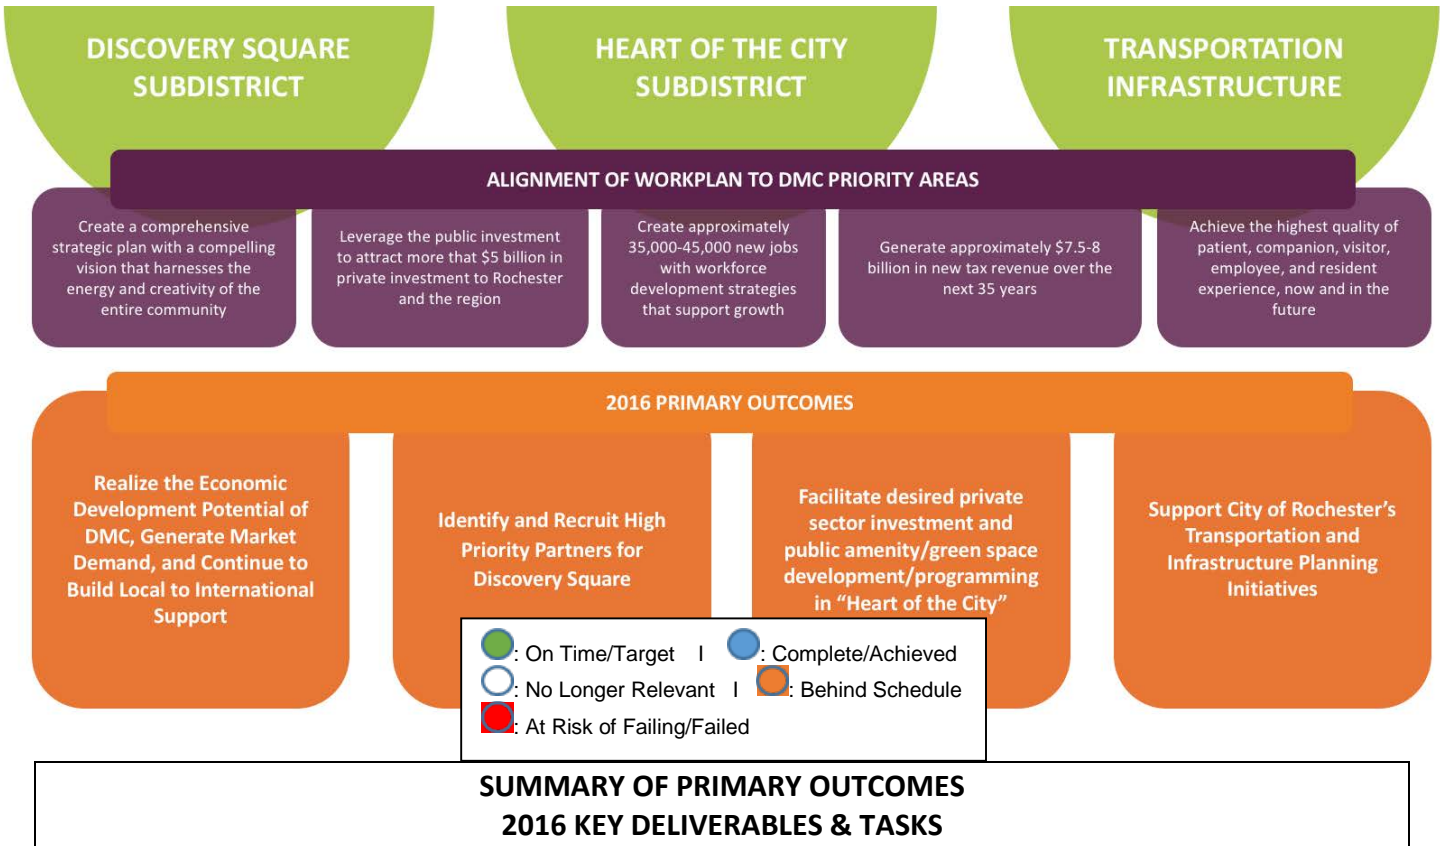 DISCOVERY SQUARE
SUBDISTRICT
HEART OF THE CITY
SUBDISTRICT
TRANSPORTATION
INFRASTRUCTURE
ALIGNMENT OF WORKPLAN TO DMC PRIORITY AREAS
Create a comprehensive
strategic plan with a compelling
vision that harnesses the
energy and creativity of the
entire community
Leverage the public investment
to attract more that $5 billion in
private investment to Rochester
and the region
Create approximately
35,000-45,000 new jobs
with workforce
development strategies
that support growth
Generate approximately $7.5-8
billion in new tax revenue over the
next 35 years
Achieve the highest quality of
patient, companion, visitor,
employee, and resident
experience, now and in the
future
2016 PRIMARY OUTCOMES
Realize the Economic
Development Potential of
DMC, Generate Market
Demand, and Continue to
Build Local to International
Support
Identify and Recruit High
Priority Partners for
Discovery Square
Facilitate desired private
sector investment and
public amenity/green space
development/programming
in “Heart of the City”
Support City of Rochester’s
Transportation and
Infrastructure Planning
Initiatives
: On Time/Target I : Complete/Achieved
: No Longer Relevant I : Behind Schedule
: At Risk of Failing/Failed
SUMMARY OF PRIMARY OUTCOMES
2016 KEY DELIVERABLES & TASKS